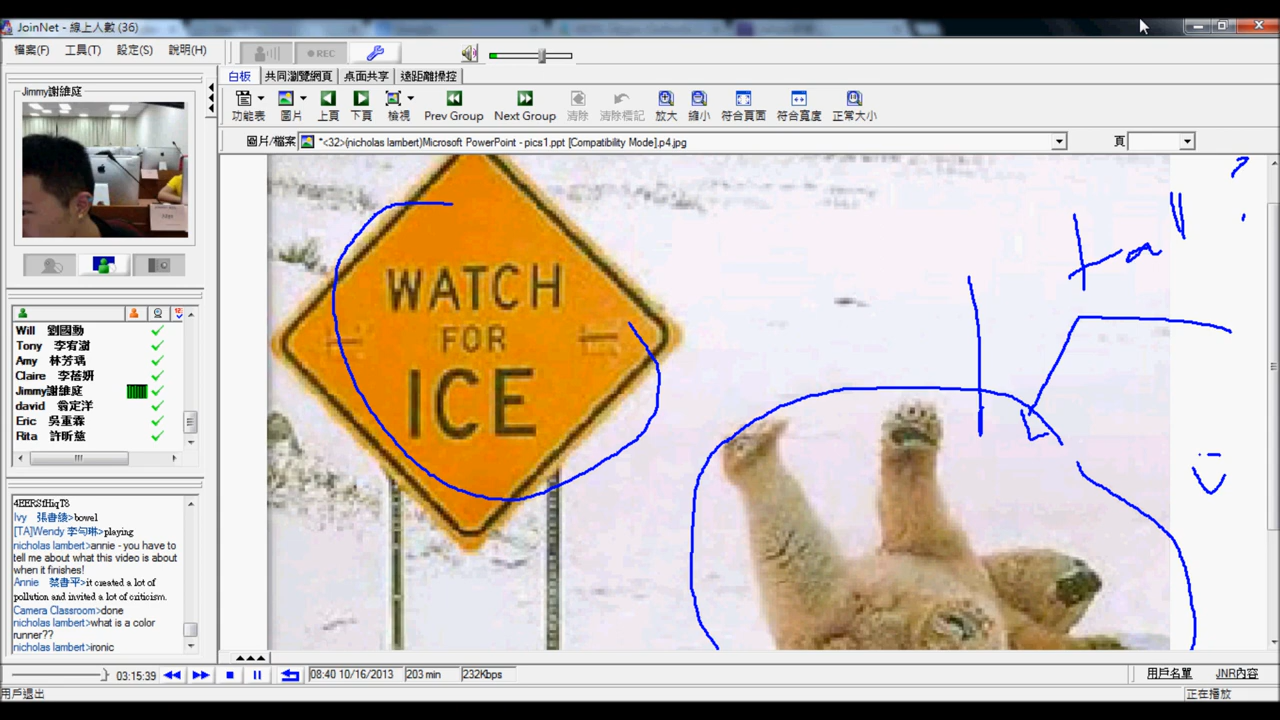 JoinNet - 線上人數 (36)
檔案(F) 工具(T) 設定(S) 說明(H)
REC
Jimmy謝維庭
白板 共同瀏覽網頁 桌面共享 遠距離操控
功能表 圖片 上頁 下頁 檢視 Prev Group Next Group 清除 清除標記 放大 縮小 符合頁面 符合寬度 正常大小
圖片/檔案 *<32>(nicholas lambert)Microsoft PowerPoint - pics1.ppt [Compatibility Mode].p4.jpg 頁
WATCH
FOR
ICE
tall ?
Will 劉國勳
Tony 李宥澍
Amy 林芳瑀
Claire 李蓓妍
Jimmy謝維庭
david 翁定洋
Eric 吳重霖
Rita 許昕慈
4EERSfHiqT8
Ivy 張書綾>bowel
[TA]Wendy 李勻琳>playing
nicholas lambert>annie - you have to
tell me about what this video is about
when it finishes!
Annie 蔡書平>it created a lot of
pollution and invited a lot of criticism.
Camera Classroom>done
nicholas lambert>what is a color
runner??
nicholas lambert>ironic
03:15:39 08:40 10/16/2013 203 min 232Kbps 用戶名單 JNR內容
用戶退出 正在播放